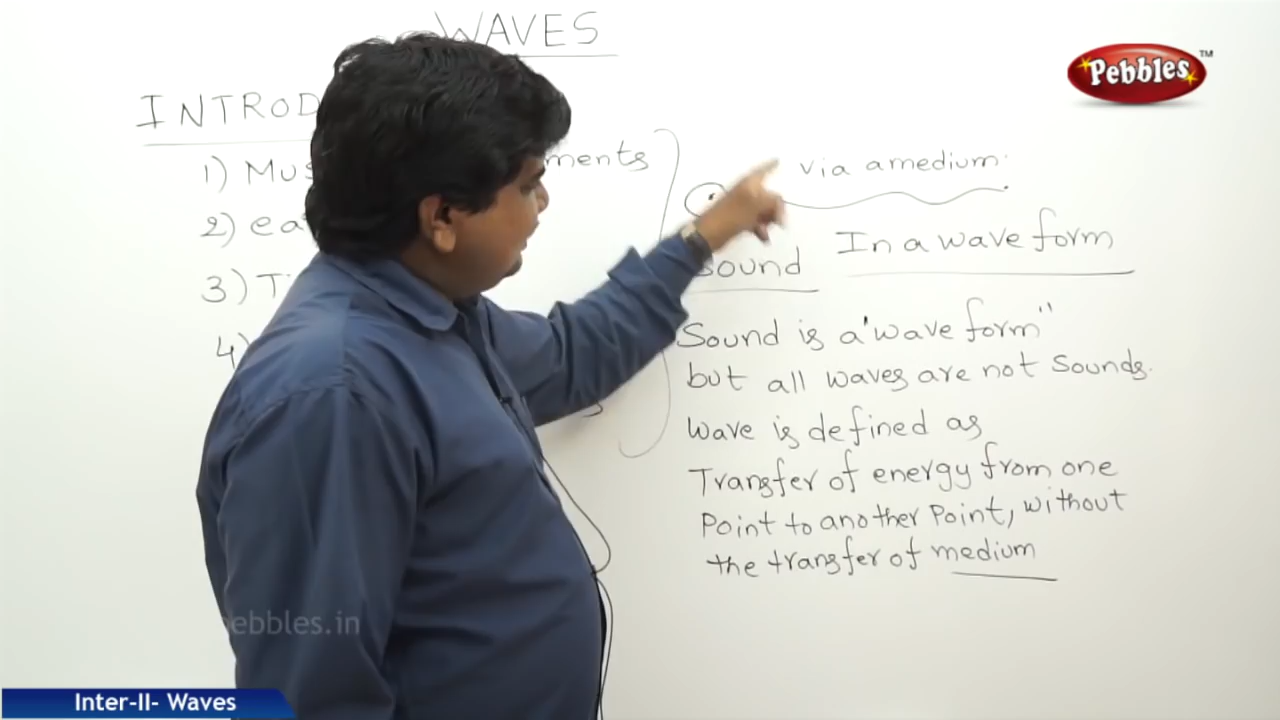 WAVES
Pebbles™
INTROD
1) Mus ments
via a medium.
2) ea
In a wave form
3) T
Sound
4)
Sound is a "wave form"
but all waves are not sounds.
Wave is defined as
Transfer of energy from one
Point to another Point, without
the transfer of medium
pebbles.in
Inter-II- Waves